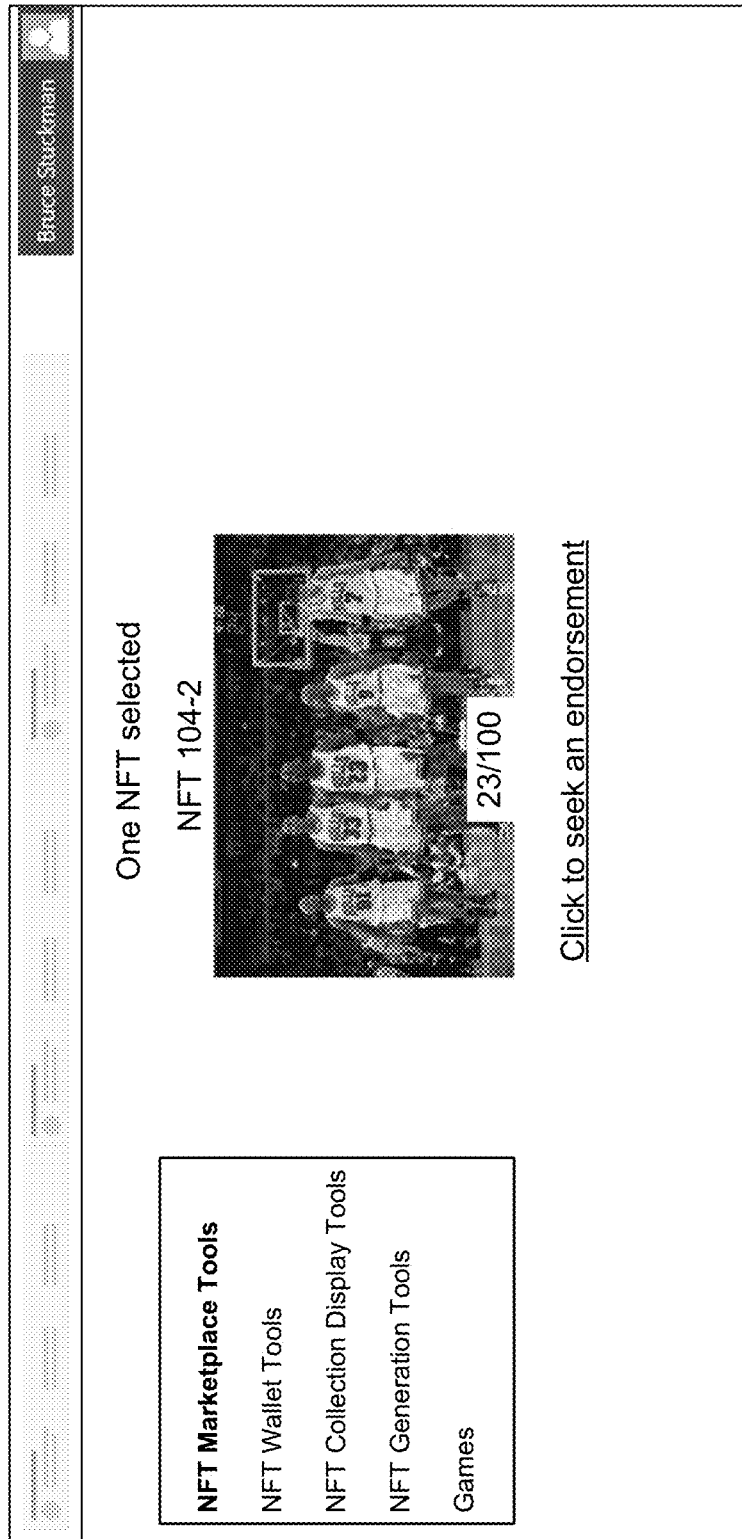 Bruce Stuckman
NFT Marketplace Tools
NFT Wallet Tools
NFT Collection Display Tools
NFT Generation Tools
Games
One NFT selected
NFT 104-2
23/100
Click to seek an endorsement